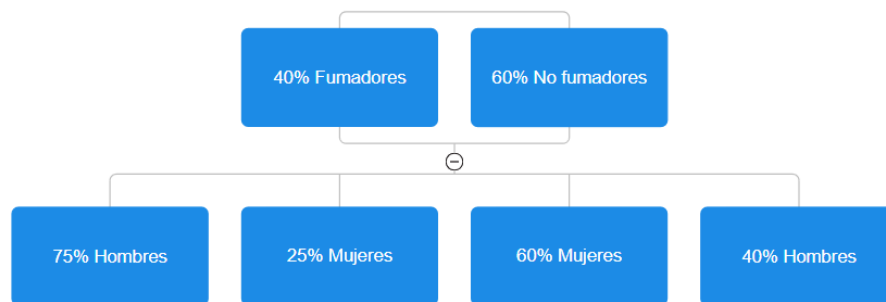 40% Fumadores
60% No fumadores
75% Hombres
25% Mujeres
60% Mujeres
40% Hombres